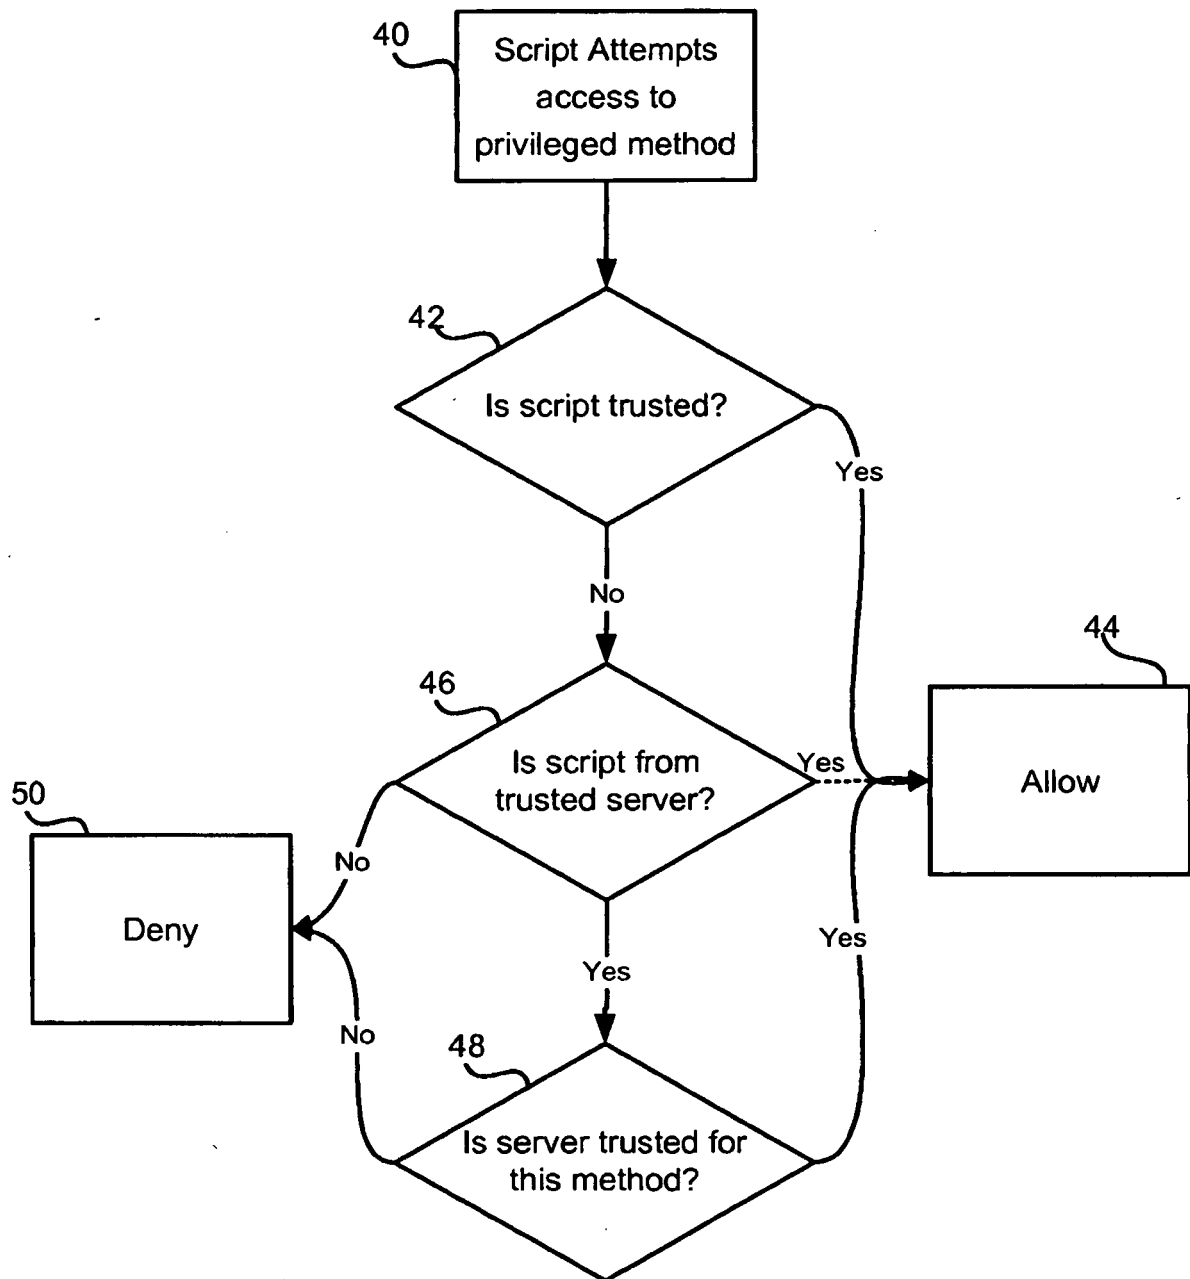 40
Script Attempts
access to
privileged method
42
Is script trusted?
Yes
No
44
46
Is script from
trusted server?
Yes
Allow
50
No
Deny
Yes
Yes
No
48
Is server trusted for
this method?